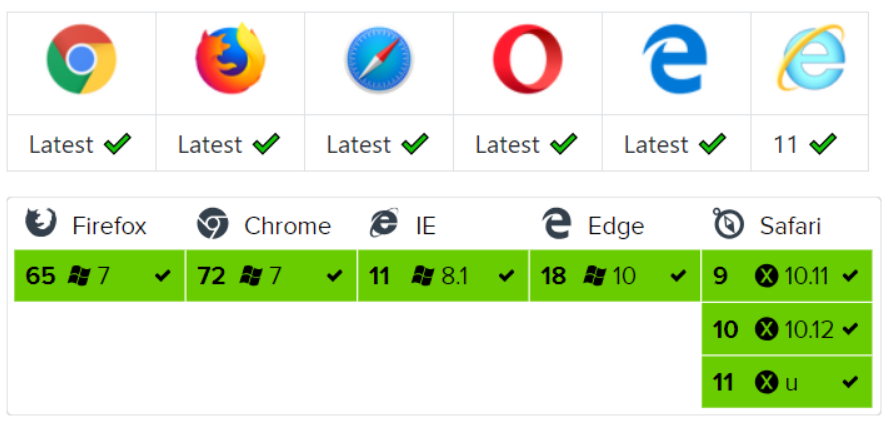 Latest Latest Latest Latest Latest 11
Firefox Chrome IE Edge Safari
65 7 72 7 11 8.1 18 10 9 X 10.11
10 X 10.12
11 X u